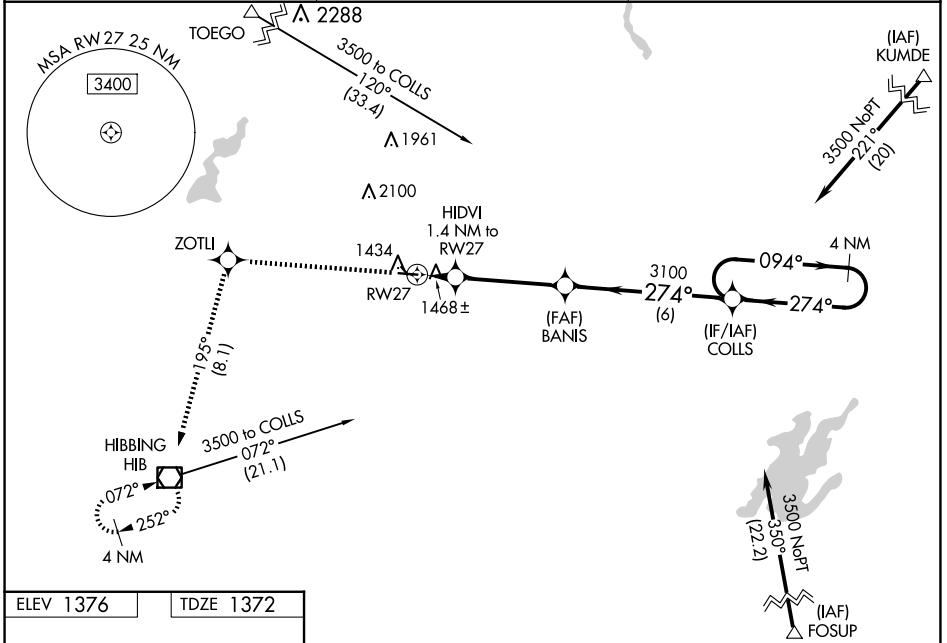 2288
TOEGO
3500 to COLLS
120°
(33.4)
MSA RW27 25 NM
3400
(IAF)
KUMDE
3500 NoPT
221°
(20)
1961
2100
HIDVI
1.4 NM to
RW27
ZOTLI
1434
RW27
1468±
3100
274°
(6)
(FAF)
BANIS
4 NM
094°
274°
(IF/IAF)
COLLS
195°
(8.1)
HIBBING
HIB
3500 to COLLS
072°
(21.1)
072°
252°
4 NM
3500 NoPT
350°
(22.2)
(IAF)
FOSUP
ELEV 1376
TDZE 1372